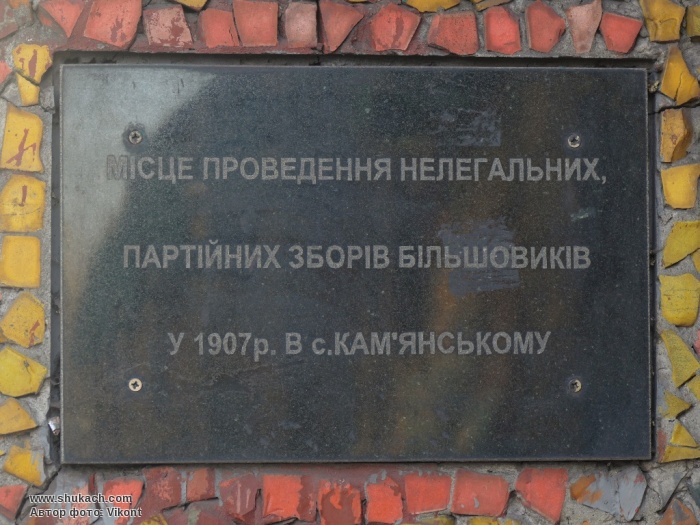 МІСЦЕ ПРОВЕДЕННЯ НЕЛЕГАЛЬНИХ,
ПАРТІЙНИХ ЗБОРІВ БІЛЬШОВИКІВ
У 1907р. В с.КАМ'ЯНСЬКОМУ
www.shukach.com
Автор фото: Vikont